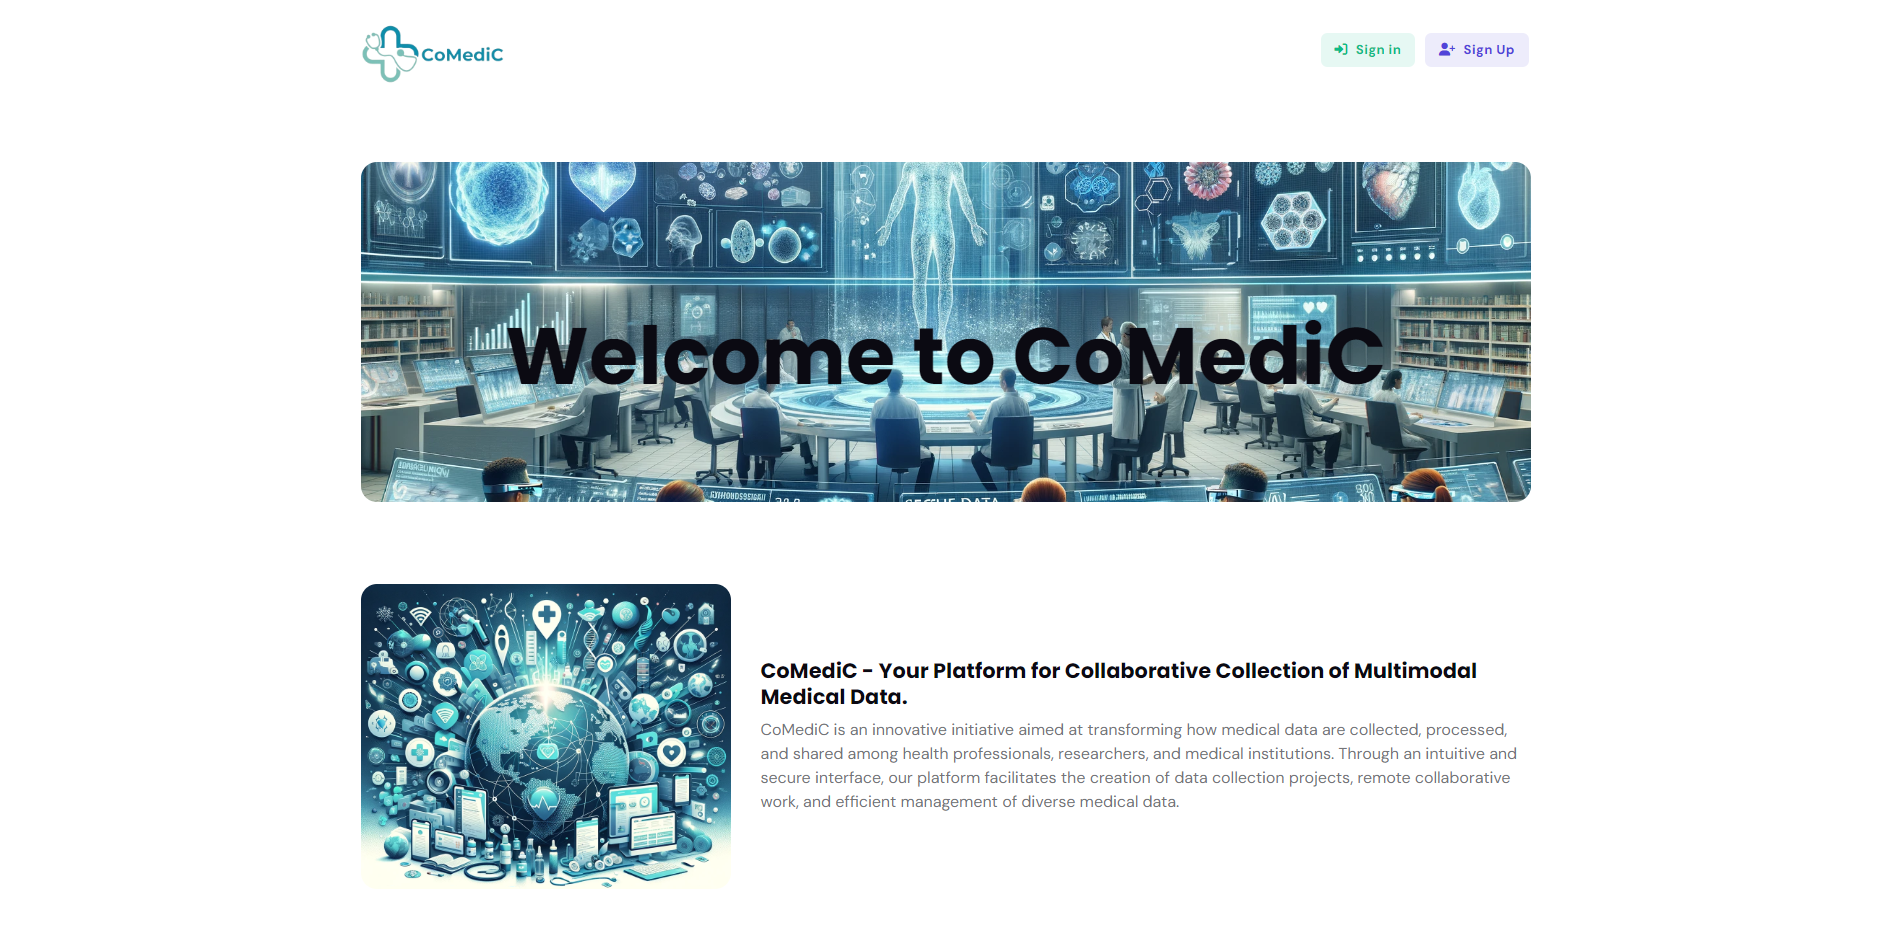 CoMediC
Sign in
Sign Up
Welcome to CoMediC
SECURE DATA
CoMediC - Your Platform for Collaborative Collection of Multimodal
Medical Data.
CoMediC is an innovative initiative aimed at transforming how medical data are collected, processed,
and shared among health professionals, researchers, and medical institutions. Through an intuitive and
secure interface, our platform facilitates the creation of data collection projects, remote collaborative
work, and efficient management of diverse medical data.